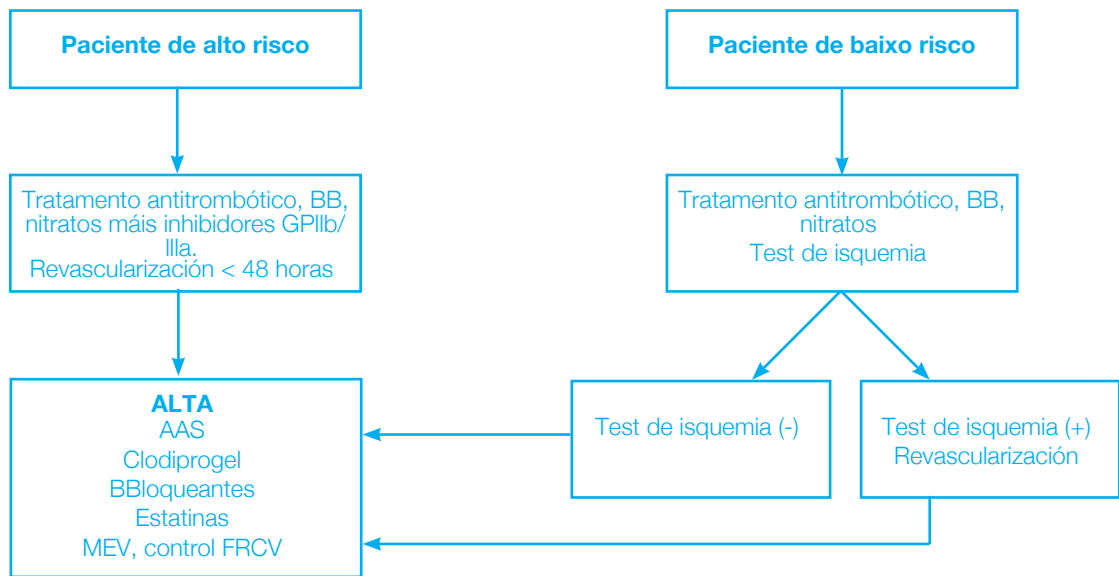 Paciente de alto risco
Paciente de baixo risco
Tratamento antitrombótico, BB,
nitratos máis inhibidores GPIIb/
IIIa.
Revascularización < 48 horas
Tratamento antitrombótico, BB,
nitratos
Test de isquemia
ALTA
AAS
Clodiprogel
BBloqueantes
Estatinas
MEV, control FRCV
Test de isquemia (-)
Test de isquemia (+)
Revascularización